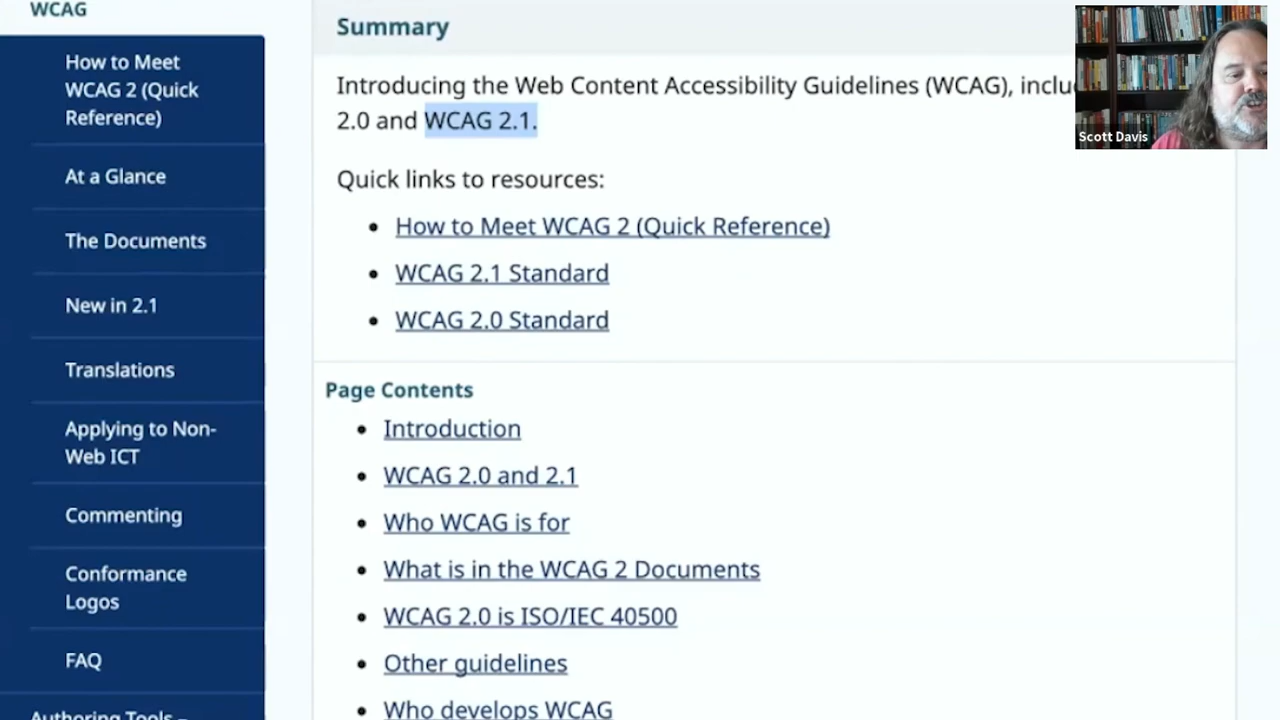 WCAG
How to Meet
WCAG 2 (Quick
Reference)
At a Glance
The Documents
New in 2.1
Translations
Applying to Non-
Web ICT
Commenting
Conformance
Logos
FAQ
Authoring Tools –
Summary
Introducing the Web Content Accessibility Guidelines (WCAG),
2.0 and WCAG 2.1.
Quick links to resources:
• How to Meet WCAG 2 (Quick Reference)
• WCAG 2.1 Standard
• WCAG 2.0 Standard
Page Contents
• Introduction
• WCAG 2.0 and 2.1
• Who WCAG is for
• What is in the WCAG 2 Documents
• WCAG 2.0 is ISO/IEC 40500
• Other guidelines
• Who develops WCAG
Scott Davis